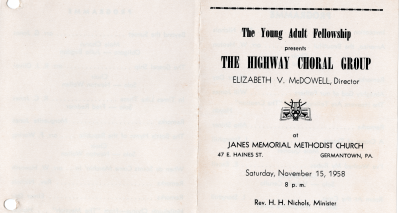 The Young Adult Fellowship
presents
THE HIGHWAY CHORAL GROUP
ELIZABETH V. McDOWELL, Director
at
JANES MEMORIAL METHODIST CHURCH
47 E. HAINES ST. GERMANTOWN, PA.
Saturday, November 15, 1958
8 p. m.
Rev. H. H. Nichols, Minister